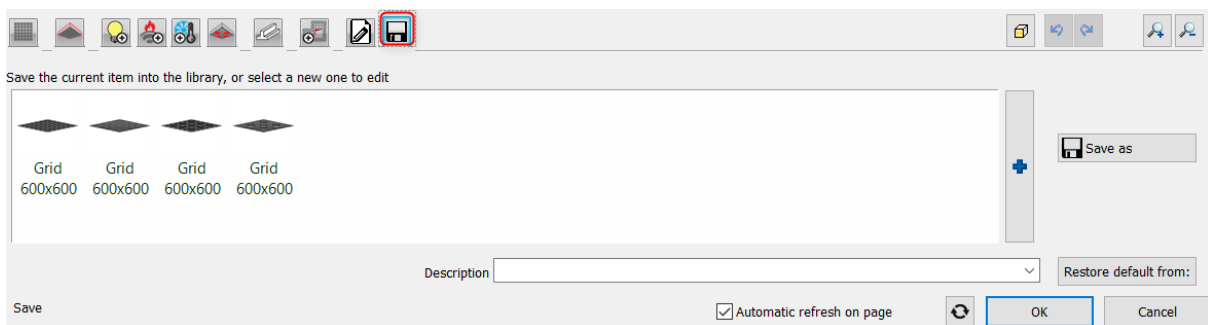 Save the current item into the library, or select a new one to edit
Grid Grid Grid Grid
600x600 600x600 600x600 600x600
Save as
Description
Restore default from:
Save
Automatic refresh on page
OK
Cancel